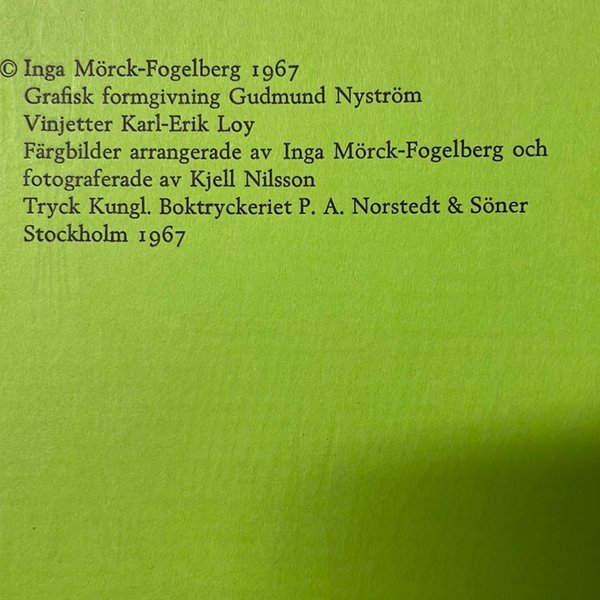 © Inga Mörck-Fogelberg 1967
Grafisk formgivning Gudmund Nyström
Vinjetter Karl-Erik Loy
Färgbilder arrangerade av Inga Mörck-Fogelberg och
fotograferade av Kjell Nilsson
Tryck Kungl. Boktryckeriet P. A. Norstedt & Söner
Stockholm 1967